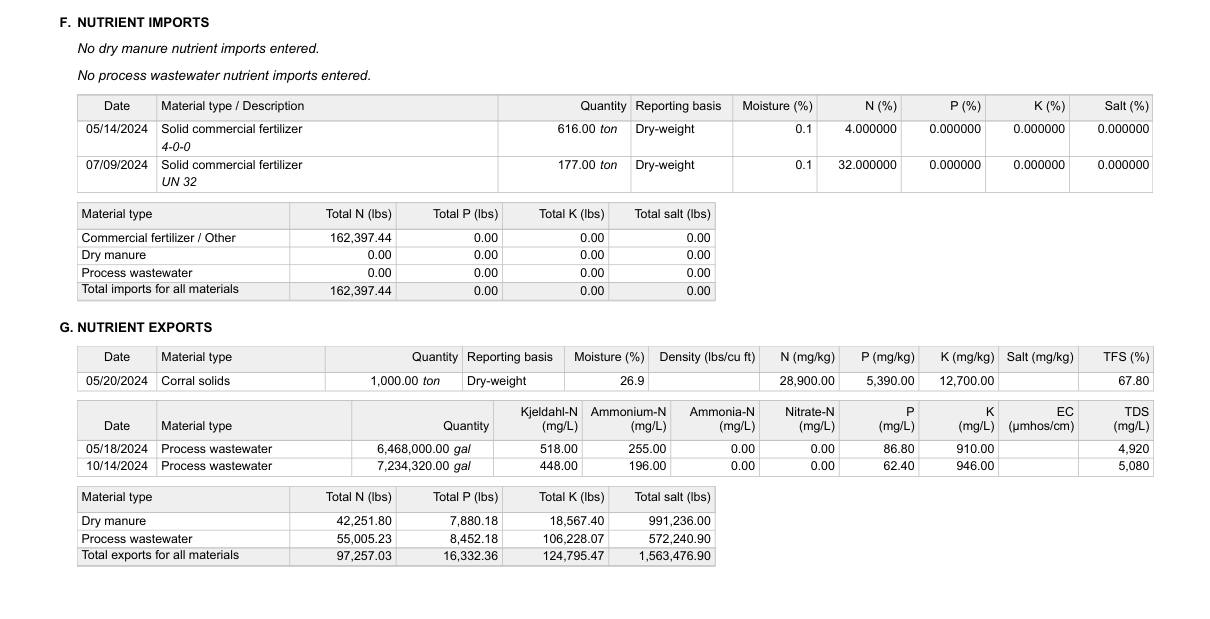 F. NUTRIENT IMPORTS
No dry manure nutrient imports entered.
No process wastewater nutrient imports entered.
Date Material type / Description Quantity Reporting basis Moisture (%) N (%) P (%) K (%) Salt (%)
05/14/2024 Solid commercial fertilizer 616.00 ton Dry-weight 0.1 4.000000 0.000000 0.000000 0.000000
4-0-0
07/09/2024 Solid commercial fertilizer 177.00 ton Dry-weight 0.1 32.000000 0.000000 0.000000 0.000000
UN 32
Material type Total N (lbs) Total P (lbs) Total K (lbs) Total salt (lbs)
Commercial fertilizer / Other 162,397.44 0.00 0.00 0.00
Dry manure 0.00 0.00 0.00 0.00
Process wastewater 0.00 0.00 0.00 0.00
Total imports for all materials 162,397.44 0.00 0.00 0.00
G. NUTRIENT EXPORTS
Date Material type Quantity Reporting basis Moisture (%) Density (lbs/cu ft) N (mg/kg) P (mg/kg) K (mg/kg) Salt (mg/kg) TFS (%)
05/20/2024 Corral solids 1,000.00 ton Dry-weight 26.9 28,900.00 5,390.00 12,700.00 67.80
Kjeldahl-N Ammonium-N Ammonia-N Nitrate-N P K EC TDS
Date Material type Quantity (mg/L) (mg/L) (mg/L) (mg/L) (mg/L) (mg/L) (µmhos/cm) (mg/L)
05/18/2024 Process wastewater 6,468,000.00 gal 518.00 255.00 0.00 0.00 86.80 910.00 4,920
10/14/2024 Process wastewater 7,234,320.00 gal 448.00 196.00 0.00 0.00 62.40 946.00 5,080
Material type Total N (lbs) Total P (lbs) Total K (lbs) Total salt (lbs)
Dry manure 42,251.80 7,880.18 18,567.40 991,236.00
Process wastewater 55,005.23 8,452.18 106,228.07 572,240.90
Total exports for all materials 97,257.03 16,332.36 124,795.47 1,563,476.90